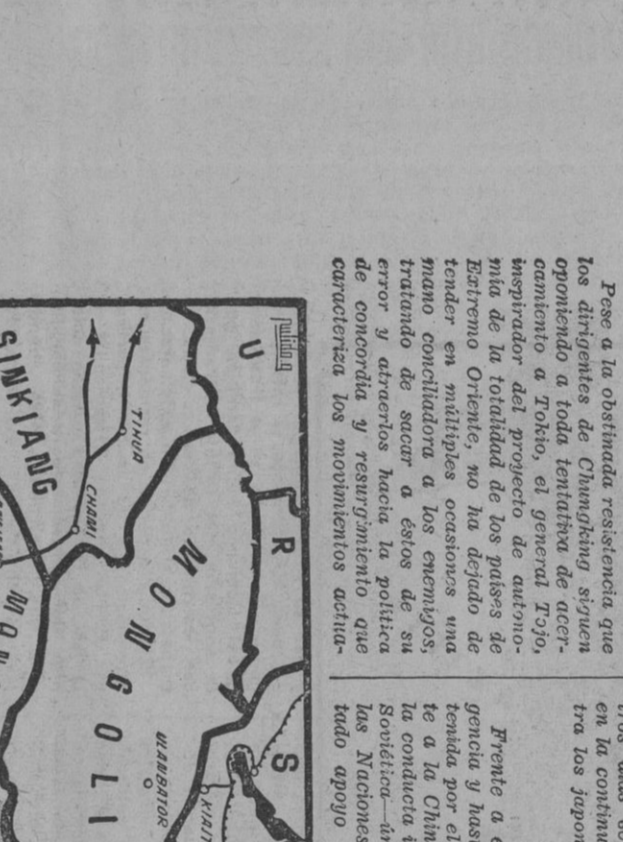 Pese a la obstinada resistencia que
los dirigentes de Chungking siguen
oponiendo a toda tentativa de acer-
camiento a Tokio, el general Tojo,
inspirador del proyecto de autono-
mía de la totalidad de los países de
Extremo Oriente, no ha dejado de
tender en múltiples ocasiones una
mano conciliadora a los enemigos,
tratando de sacar a éstos de su
error y atraerlos hacia la política
de concordia y resurgimiento que
caracteriza los movimientos actua-
en la continu
tra los japon
Frente a
gencia y has
tenida por el
te a la Chin
la conducta i
Soviética—ún
las Naciones
tado apoyo
pulido.g
U R S
TIHUA
CHAMI
SINKIANG
MONGOLI
ULANBATOR
KIAIT
MON